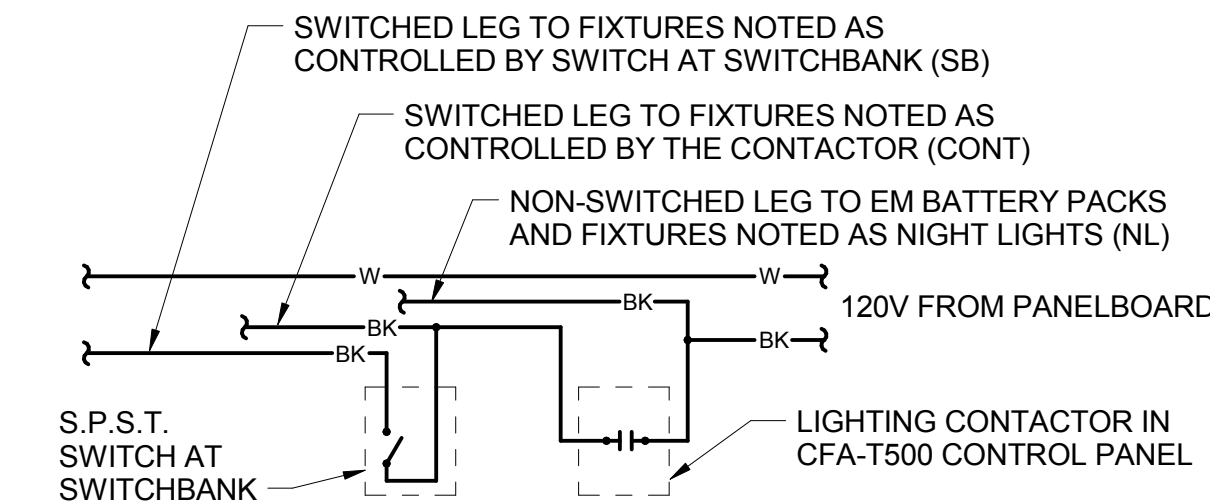 SWITCHED LEG TO FIXTURES NOTED AS
CONTROLLED BY SWITCH AT SWITCHBANK (SB)
SWITCHED LEG TO FIXTURES NOTED AS
CONTROLLED BY THE CONTACTOR (CONT)
NON-SWITCHED LEG TO EM BATTERY PACKS
AND FIXTURES NOTED AS NIGHT LIGHTS (NL)
W W
BK
120V FROM PANELBOARD
BK
BK
BK
S.P.S.T.
SWITCH AT
SWITCHBANK
LIGHTING CONTACTOR IN
CFA-T500 CONTROL PANEL